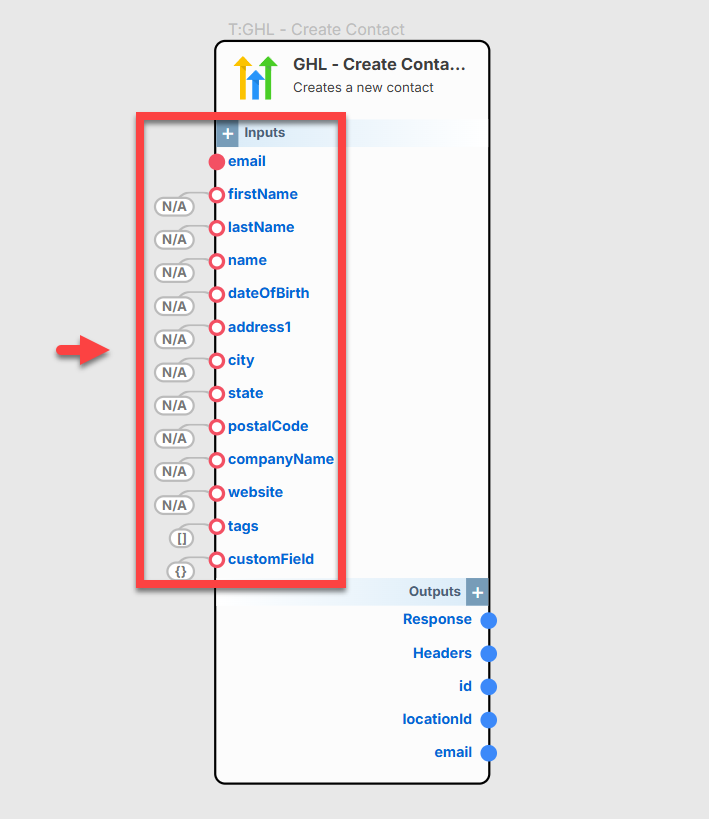 T:GHL - Create Contact
GHL - Create Conta...
Creates a new contact
+ Inputs
email
firstName
N/A
lastName
N/A
name
N/A
dateOfBirth
N/A
address1
N/A
city
N/A
state
N/A
postalCode
N/A
companyName
N/A
website
N/A
tags
[]
customField
{}
Outputs +
Response
Headers
id
locationId
email